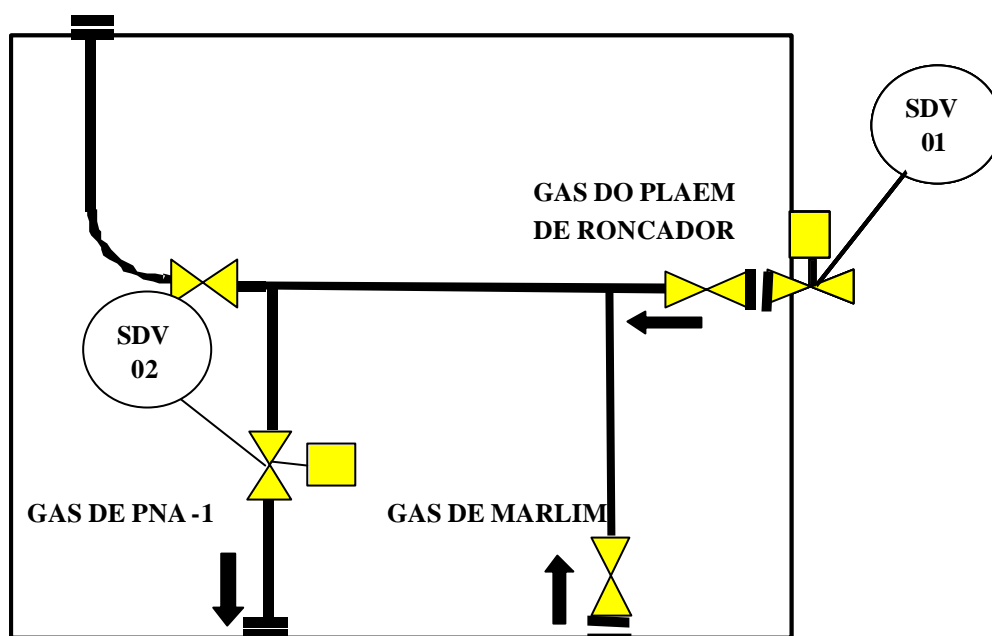 SDV
01
GAS DO PLAEM
DE RONCADOR
SDV
02
GAS DE PNA -1
GAS DE MARLIM